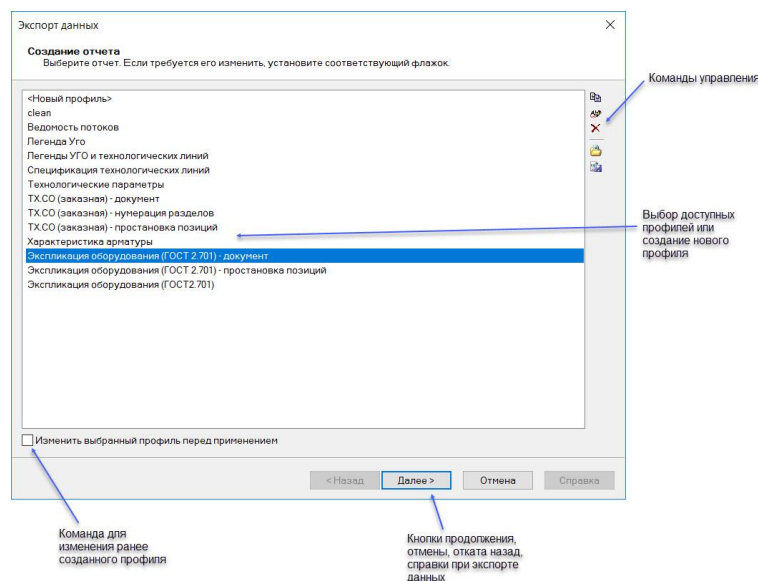 Экспорт данных
Создание отчета
Выберите отчет. Если требуется его изменить, установите соответствующий флажок.
Команды управления
<Новый профиль>
clean
Ведомость потоков
Легенда Уго
Легенды УГО и технологических линий
Спецификация технологических линий
Технологические параметры
ТХ.СО (заказная) - документ
ТХ.СО (заказная) - нумерация разделов
ТХ.СО (заказная) - простановка позиций
Характеристика арматуры
Экспликация оборудования (ГОСТ 2.701) - документ
Экспликация оборудования (ГОСТ 2.701) - простановка позиций
Экспликация оборудования (ГОСТ2.701)
Выбор доступных
профилей или
создание нового
профиля
Изменить выбранный профиль перед применением
< Назад
Далее >
Отмена
Справка
Команда для
изменения ранее
созданного профиля
Кнопки продолжения,
отмены, отката назад,
справки при экспорте
данных